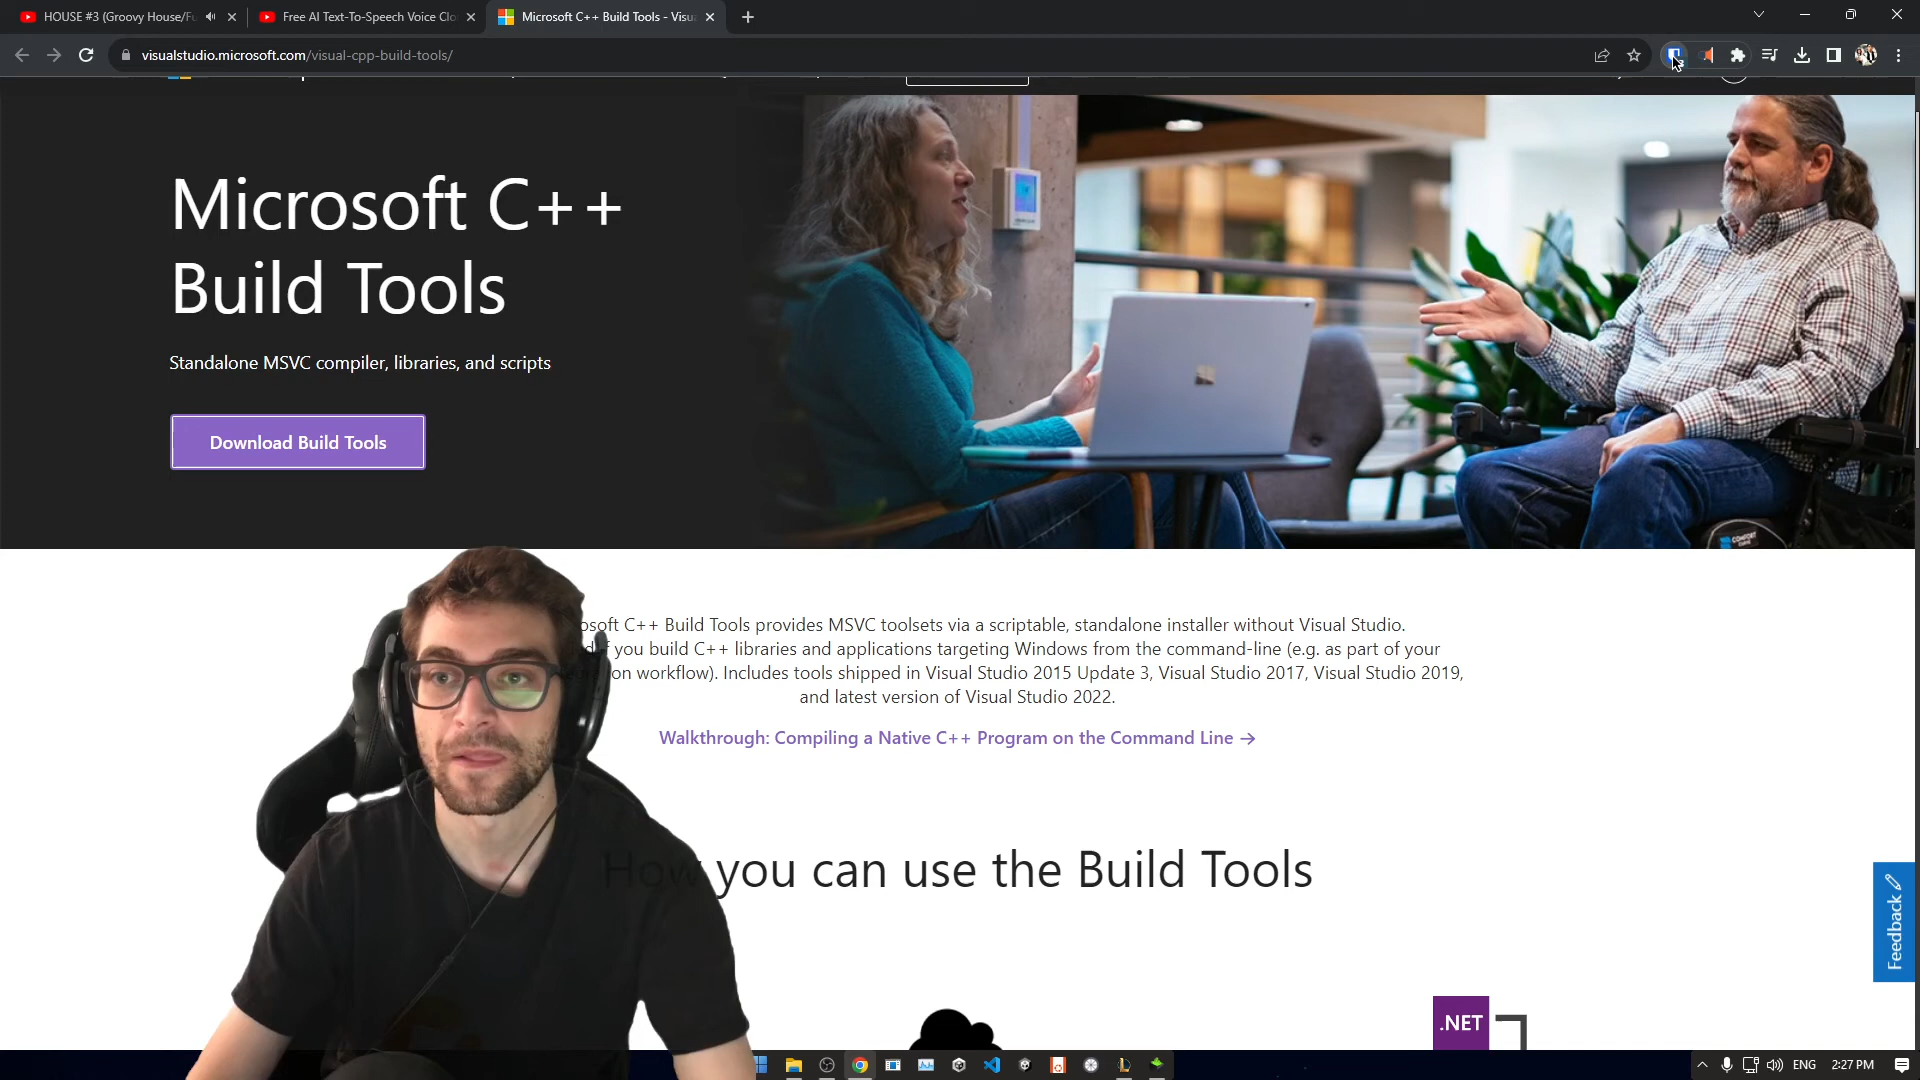 HOUSE #3 (Groovy House/Fu
Free AI Text-To-Speech Voice Clo
Microsoft C++ Build Tools - Visu
visualstudio.microsoft.com/visual-cpp-build-tools/
Microsoft C++
Build Tools
Standalone MSVC compiler, libraries, and scripts
Download Build Tools
osoft C++ Build Tools provides MSVC toolsets via a scriptable, standalone installer without Visual Studio.
if you build C++ libraries and applications targeting Windows from the command-line (e.g. as part of your
on workflow). Includes tools shipped in Visual Studio 2015 Update 3, Visual Studio 2017, Visual Studio 2019,
and latest version of Visual Studio 2022.
Walkthrough: Compiling a Native C++ Program on the Command Line →
How you can use the Build Tools
Feedback
.NET
ENG
2:27 PM